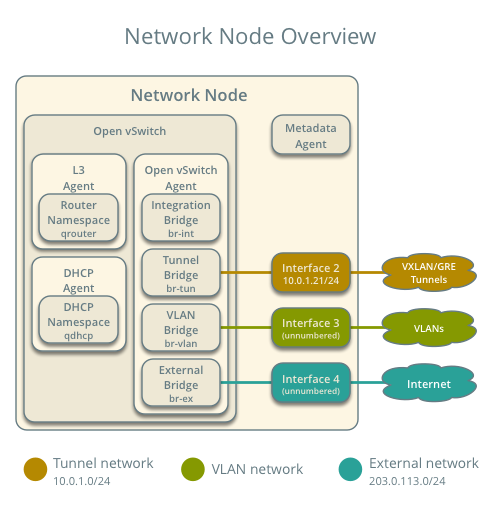 Network Node Overview
Network Node
Open vSwitch
Metadata
Agent
L3
Agent
Router
Namespace
qrouter
DHCP
Agent
DHCP
Namespace
qdhcp
Open vSwitch
Agent
Integration
Bridge
br-int
Tunnel
Bridge
br-tun
VLAN
Bridge
br-vlan
External
Bridge
br-ex
Interface 2
10.0.1.21/24
VXLAN/GRE
Tunnels
Interface 3
(unnumbered)
VLANs
Interface 4
(unnumbered)
Internet
Tunnel network
10.0.1.0/24
VLAN network
External network
203.0.113.0/24